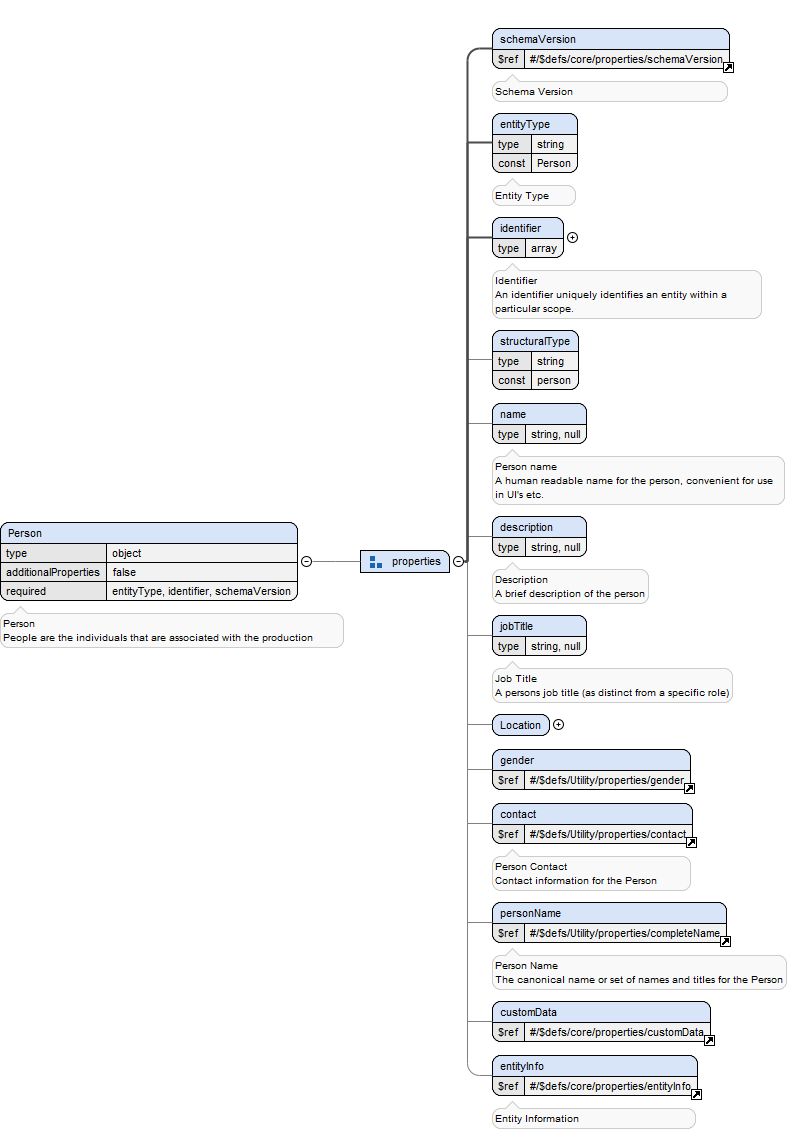 schemaVersion
$ref #/$defs/core/properties/schemaVersion
Schema Version
entityType
type string
const Person
Entity Type
identifier
type array
Identifier
An identifier uniquely identifies an entity within a
particular scope.
structuralType
type string
const person
name
type string, null
Person name
A human readable name for the person, convenient for use
in UI's etc.
Person
type object
additionalProperties false
required entityType, identifier, schemaVersion
Person
People are the individuals that are associated with the production
properties
description
type string, null
Description
A brief description of the person
jobTitle
type string, null
Job Title
A persons job title (as distinct from a specific role)
Location
gender
$ref #/$defs/Utility/properties/gender
contact
$ref #/$defs/Utility/properties/contact
Person Contact
Contact information for the Person
personName
$ref #/$defs/Utility/properties/completeName
Person Name
The canonical name or set of names and titles for the Person
customData
$ref #/$defs/core/properties/customData
entityInfo
$ref #/$defs/core/properties/entityInfo
Entity Information